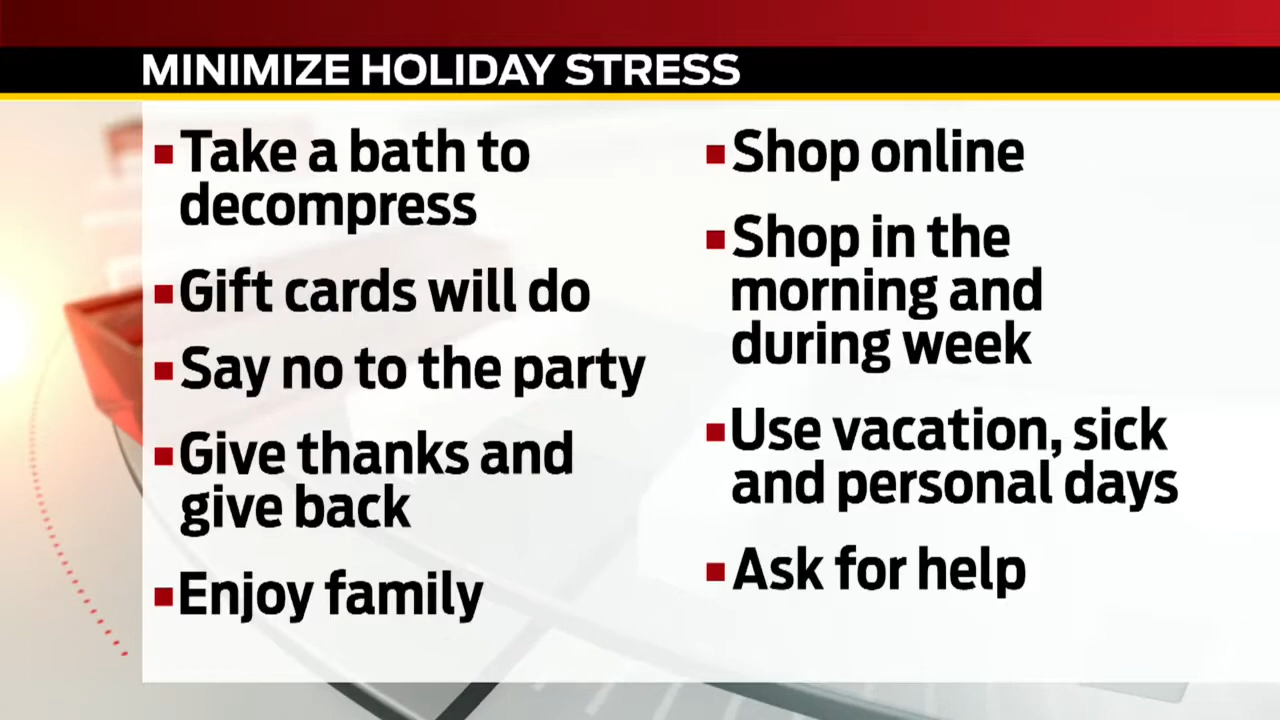 MINIMIZE HOLIDAY STRESS
Take a bath to
decompress
Gift cards will do
Say no to the party
Give thanks and
give back
Enjoy family
Shop online
Shop in the
morning and
during week
Use vacation, sick
and personal days
Ask for help